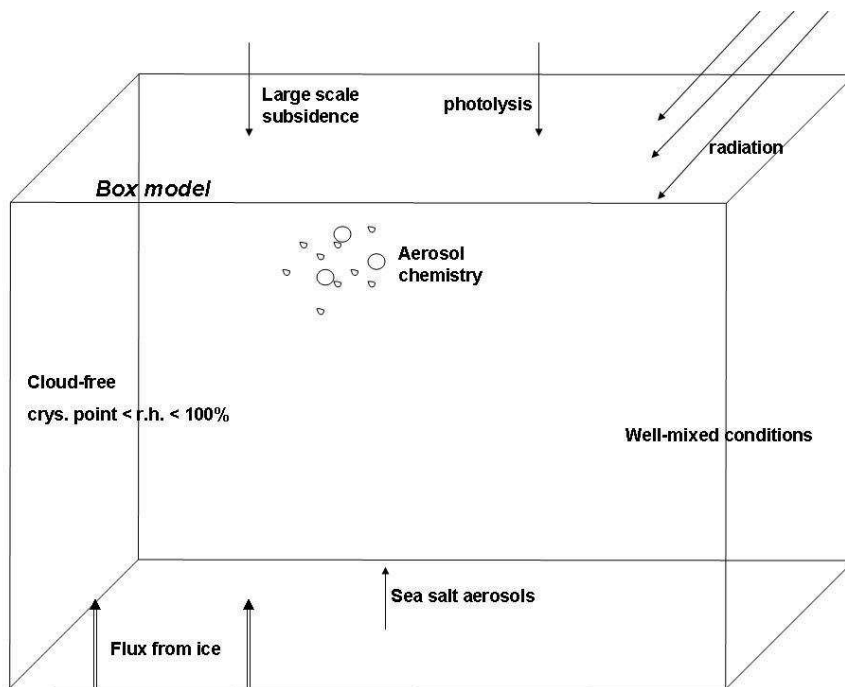 Large scale
subsidence
photolysis
radiation
Box model
Aerosol
chemistry
Cloud-free
crys. point < r.h. < 100%
Well-mixed conditions
Sea salt aerosols
Flux from ice